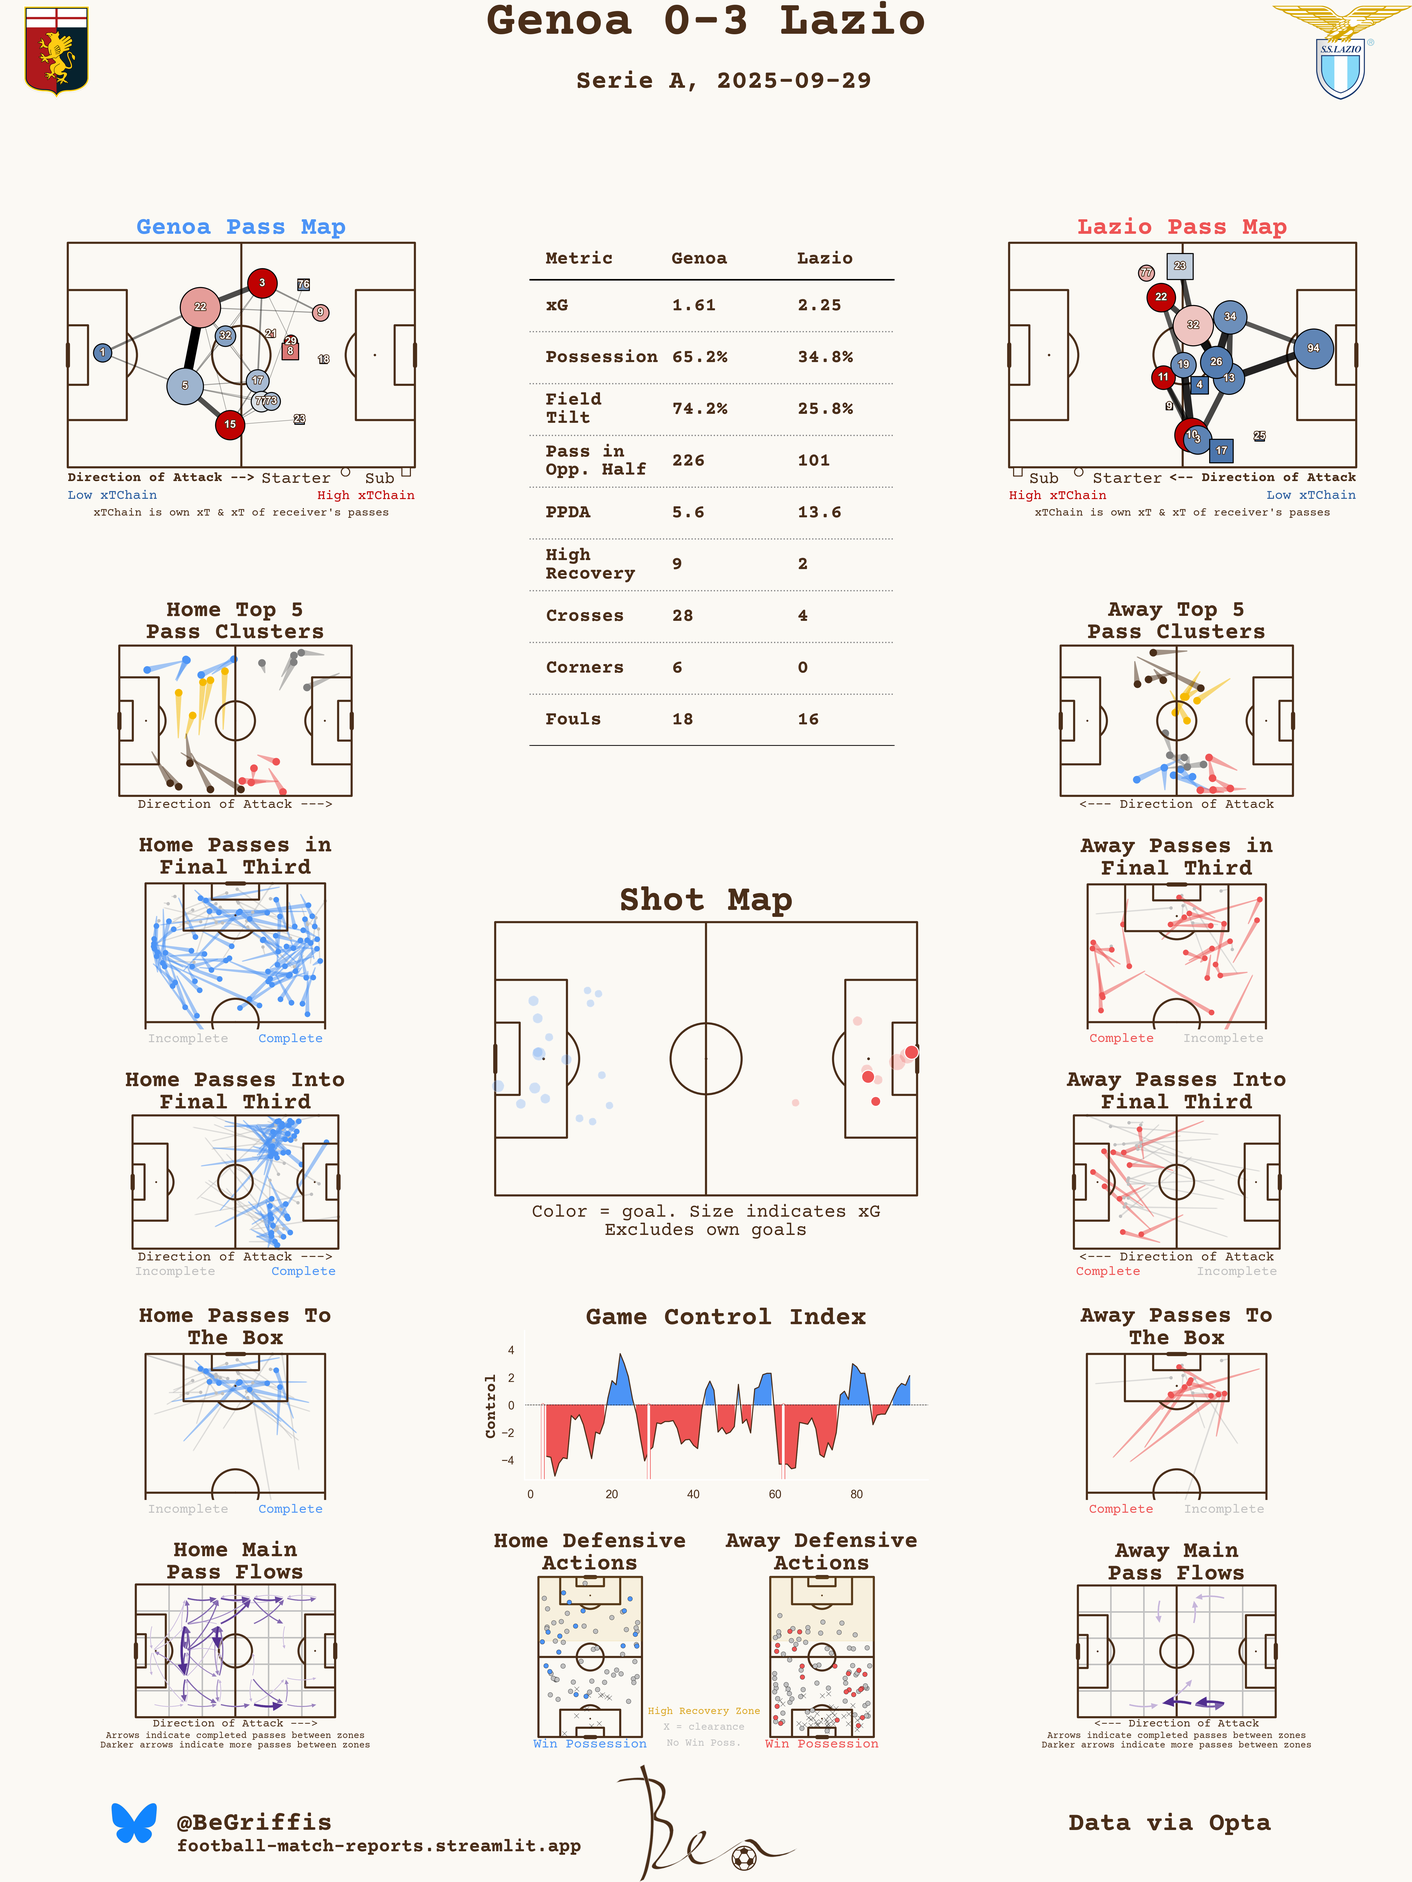 Genoa 0-3 Lazio
Serie A, 2025-09-29
S.S.LAZIO
®
Genoa Pass Map
1
22
5
3
15
32
17
77
73
21
29
8
76
9
18
23
Direction of Attack --> Starter Sub
Low xTChain High xTChain
xTChain is own xT & xT of receiver's passes
Metric Genoa Lazio
xG 1.61 2.25
Possession 65.2% 34.8%
Field
Tilt 74.2% 25.8%
Pass in
Opp. Half 226 101
PPDA 5.6 13.6
High
Recovery 9 2
Crosses 28 4
Corners 6 0
Fouls 18 16
Lazio Pass Map
77
23
22
32
34
94
19
26
13
11
4
9
10
3
17
25
Sub Starter <-- Direction of Attack
High xTChain Low xTChain
xTChain is own xT & xT of receiver's passes
Home Top 5
Pass Clusters
Direction of Attack --->
Away Top 5
Pass Clusters
<--- Direction of Attack
Home Passes in
Final Third
Incomplete Complete
Away Passes in
Final Third
Complete Incomplete
Shot Map
Color = goal. Size indicates xG
Excludes own goals
Home Passes Into
Final Third
Direction of Attack --->
Incomplete Complete
Away Passes Into
Final Third
<--- Direction of Attack
Complete Incomplete
Home Passes To
The Box
Incomplete Complete
Game Control Index
Control
4
2
0
−2
−4
0 20 40 60 80
Away Passes To
The Box
Complete Incomplete
Home Main
Pass Flows
Direction of Attack --->
Arrows indicate completed passes between zones
Darker arrows indicate more passes between zones
Home Defensive
Actions
Win Possession
High Recovery Zone
X = clearance
No Win Poss.
Away Defensive
Actions
Win Possession
Away Main
Pass Flows
<--- Direction of Attack
Arrows indicate completed passes between zones
Darker arrows indicate more passes between zones
@BeGriffis
football-match-reports.streamlit.app
Ben
Data via Opta